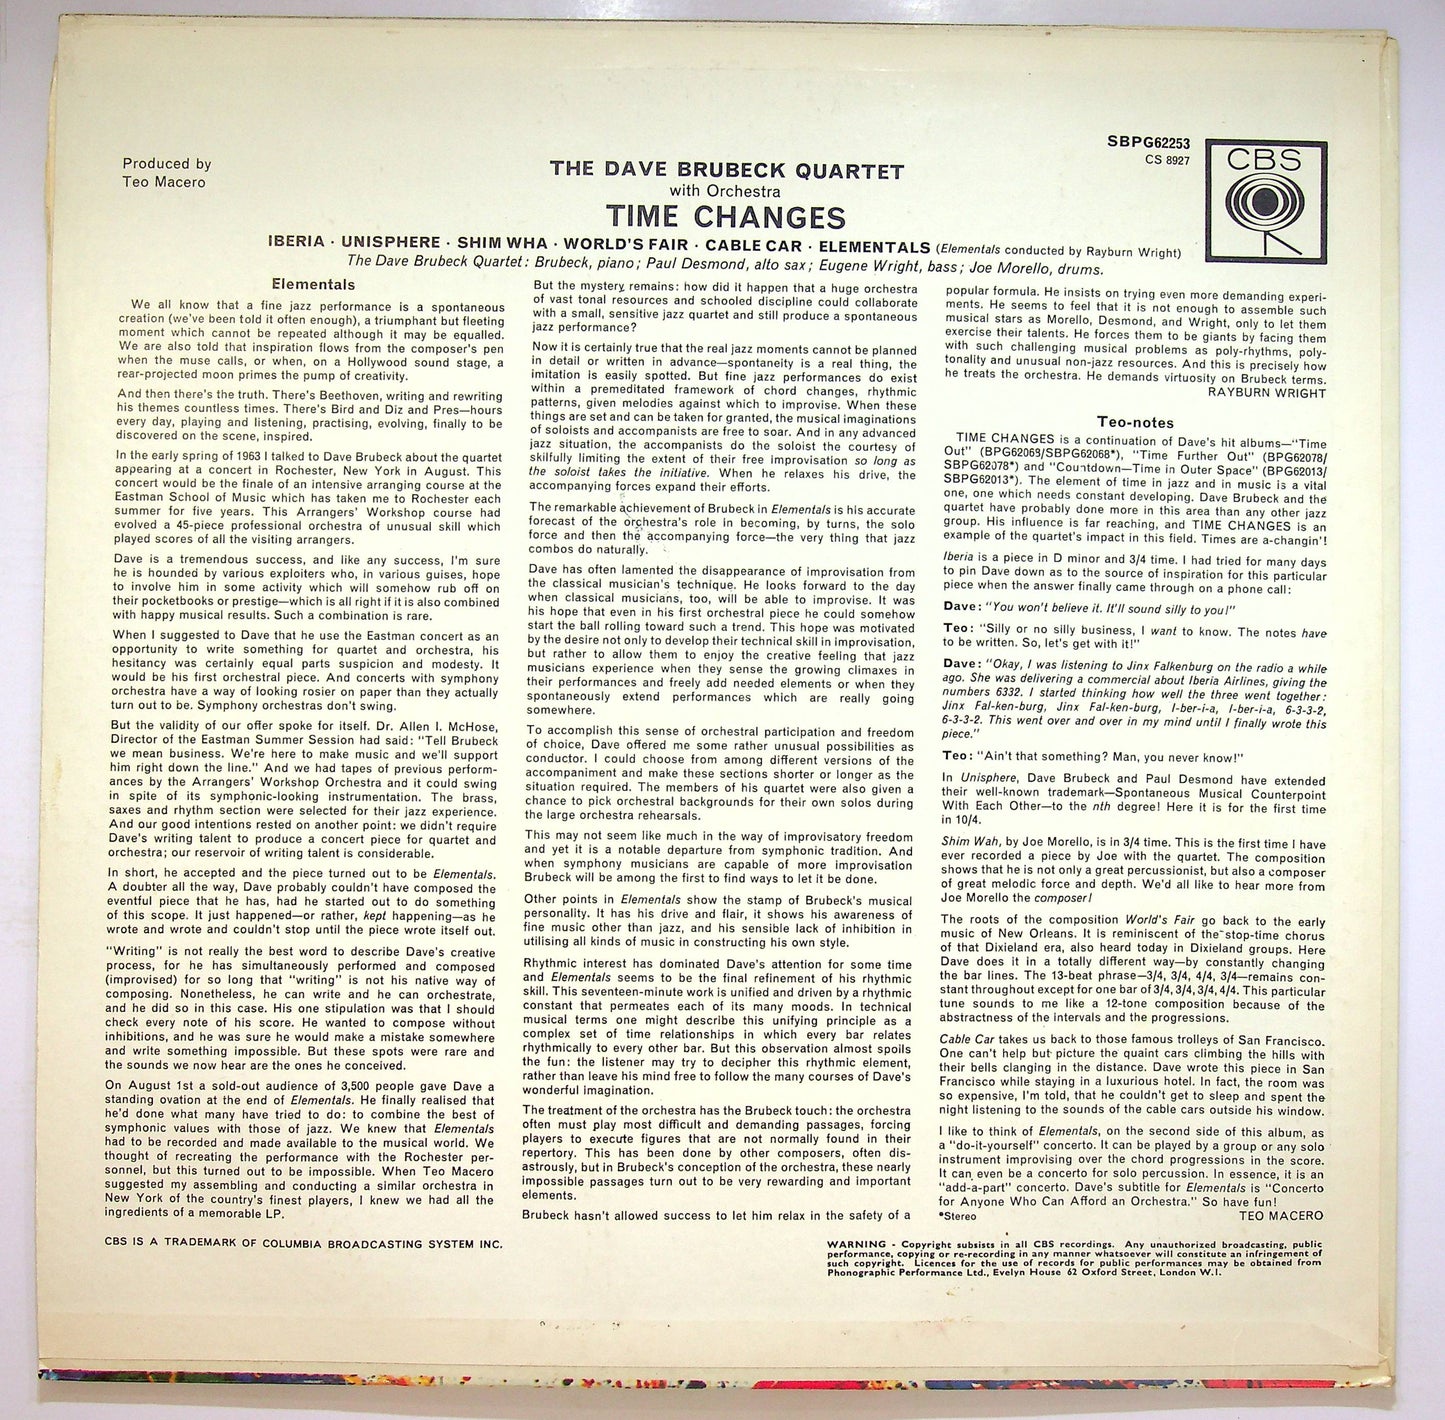 Produced by
Teo Macero
THE DAVE BRUBECK QUARTET
with Orchestra
TIME CHANGES
SBPG62253
CS 8927
CBS
IBERIA · UNISPHERE · SHIM WHA · WORLD'S FAIR · CABLE CAR · ELEMENTALS (Elementals conducted by Rayburn Wright)
The Dave Brubeck Quartet: Brubeck, piano; Paul Desmond, alto sax; Eugene Wright, bass; Joe Morello, drums.
Elementals
We all know that a fine jazz performance is a spontaneous
creation (we've been told it often enough), a triumphant but fleeting
moment which cannot be repeated although it may be equalled.
We are also told that inspiration flows from the composer's pen
when the muse calls, or when, on a Hollywood sound stage, a
rear-projected moon primes the pump of creativity.
And then there's the truth. There's Beethoven, writing and rewriting
his themes countless times. There's Bird and Diz and Pres—hours
every day, playing and listening, practising, evolving, finally to be
discovered on the scene, inspired.
In the early spring of 1963 I talked to Dave Brubeck about the quartet
appearing at a concert in Rochester, New York in August. This
concert would be the finale of an intensive arranging course at the
Eastman School of Music which has taken me to Rochester each
summer for five years. This Arrangers' Workshop course had
evolved a 45-piece professional orchestra of unusual skill which
played scores of all the visiting arrangers.
Dave is a tremendous success, and like any success, I'm sure
he is hounded by various exploiters who, in various guises, hope
to involve him in some activity which will somehow rub off on
their pocketbooks or prestige—which is all right if it is also combined
with happy musical results. Such a combination is rare.
When I suggested to Dave that he use the Eastman concert as an
opportunity to write something for quartet and orchestra, his
hesitancy was certainly equal parts suspicion and modesty. It
would be his first orchestral piece. And concerts with symphony
orchestra have a way of looking rosier on paper than they actually
turn out to be. Symphony orchestras don't swing.
But the validity of our offer spoke for itself. Dr. Allen I. McHose,
Director of the Eastman Summer Session had said: "Tell Brubeck
we mean business. We're here to make music and we'll support
him right down the line." And we had tapes of previous perform-
ances by the Arrangers' Workshop Orchestra and it could swing
in spite of its symphonic-looking instrumentation. The brass,
saxes and rhythm section were selected for their jazz experience.
And our good intentions rested on another point: we didn't require
Dave's writing talent to produce a concert piece for quartet and
orchestra; our reservoir of writing talent is considerable.
In short, he accepted and the piece turned out to be Elementals.
A doubter all the way, Dave probably couldn't have composed the
eventful piece that he has, had he started out to do something
of this scope. It just happened—or rather, kept happening—as he
wrote and wrote and couldn't stop until the piece wrote itself out.
"Writing" is not really the best word to describe Dave's creative
process, for he has simultaneously performed and composed
(improvised) for so long that "writing" is not his native way of
composing. Nonetheless, he can write and he can orchestrate,
and he did so in this case. His one stipulation was that I should
check every note of his score. He wanted to compose without
inhibitions, and he was sure he would make a mistake somewhere
and write something impossible. But these spots were rare and
the sounds we now hear are the ones he conceived.
On August 1st a sold-out audience of 3,500 people gave Dave a
standing ovation at the end of Elementals. He finally realised that
he'd done what many have tried to do: to combine the best of
symphonic values with those of jazz. We knew that Elementals
had to be recorded and made available to the musical world. We
thought of recreating the performance with the Rochester per-
sonnel, but this turned out to be impossible. When Teo Macero
suggested my assembling and conducting a similar orchestra in
New York of the country's finest players, I knew we had all the
ingredients of a memorable LP.
But the mystery remains: how did it happen that a huge orchestra
of vast tonal resources and schooled discipline could collaborate
with a small, sensitive jazz quartet and still produce a spontaneous
jazz performance?
Now it is certainly true that the real jazz moments cannot be planned
in detail or written in advance—spontaneity is a real thing, the
imitation is easily spotted. But fine jazz performances do exist
within a premeditated framework of chord changes, rhythmic
patterns, given melodies against which to improvise. When these
things are set and can be taken for granted, the musical imaginations
of soloists and accompanists are free to soar. And in any advanced
jazz situation, the accompanists do the soloist the courtesy of
skilfully limiting the extent of their free improvisation so long as
the soloist takes the initiative. When he relaxes his drive, the
accompanying forces expand their efforts.
The remarkable achievement of Brubeck in Elementals is his accurate
forecast of the orchestra's role in becoming, by turns, the solo
force and then the accompanying force—the very thing that jazz
combos do naturally.
Dave has often lamented the disappearance of improvisation from
the classical musician's technique. He looks forward to the day
when classical musicians, too, will be able to improvise. It was
his hope that even in his first orchestral piece he could somehow
start the ball rolling toward such a trend. This hope was motivated
by the desire not only to develop their technical skill in improvisation,
but rather to allow them to enjoy the creative feeling that jazz
musicians experience when they sense the growing climaxes in
their performances and freely add needed elements or when they
spontaneously extend performances which are really going
somewhere.
To accomplish this sense of orchestral participation and freedom
of choice, Dave offered me some rather unusual possibilities as
conductor. I could choose from among different versions of the
accompaniment and make these sections shorter or longer as the
situation required. The members of his quartet were also given a
chance to pick orchestral backgrounds for their own solos during
the large orchestra rehearsals.
This may not seem like much in the way of improvisatory freedom
and yet it is a notable departure from symphonic tradition. And
when symphony musicians are capable of more improvisation
Brubeck will be among the first to find ways to let it be done.
Other points in Elementals show the stamp of Brubeck's musical
personality. It has his drive and flair, it shows his awareness of
fine music other than jazz, and his sensible lack of inhibition in
utilising all kinds of music in constructing his own style.
Rhythmic interest has dominated Dave's attention for some time
and Elementals seems to be the final refinement of his rhythmic
skill. This seventeen-minute work is unified and driven by a rhythmic
constant that permeates each of its many moods. In technical
musical terms one might describe this unifying principle as a
complex set of time relationships in which every bar relates
rhythmically to every other bar. But this observation almost spoils
the fun: the listener may try to decipher this rhythmic element,
rather than leave his mind free to follow the many courses of Dave's
wonderful imagination.
The treatment of the orchestra has the Brubeck touch: the orchestra
often must play most difficult and demanding passages, forcing
players to execute figures that are not normally found in their
repertory. This has been done by other composers, often dis-
astrously, but in Brubeck's conception of the orchestra, these nearly
impossible passages turn out to be very rewarding and important
elements.
Brubeck hasn't allowed success to let him relax in the safety of a
popular formula. He insists on trying even more demanding experi-
ments. He seems to feel that it is not enough to assemble such
musical stars as Morello, Desmond, and Wright, only to let them
exercise their talents. He forces them to be giants by facing them
with such challenging musical problems as poly-rhythms, poly-
tonality and unusual non-jazz resources. And this is precisely how
he treats the orchestra. He demands virtuosity on Brubeck terms.
RAYBURN WRIGHT
Teo-notes
TIME CHANGES is a continuation of Dave's hit albums—"Time
Out" (BPG62069/SBPG62068*), "Time Further Out" (BPG62078/
SBPG62078*) and "Countdown—Time in Outer Space" (BPG62013/
SBPG62013*). The element of time in jazz and in music is a vital
one, one which needs constant developing. Dave Brubeck and the
quartet have probably done more in this area than any other jazz
group. His influence is far reaching, and TIME CHANGES is an
example of the quartet's impact in this field. Times are a-changin'!
Iberia is a piece in D minor and 3/4 time. I had tried for many days
to pin Dave down as to the source of inspiration for this particular
piece when the answer finally came through on a phone call:
Dave: "You won't believe it. It'll sound silly to you!"
Teo: "Silly or no silly business, I want to know. The notes have
to be written. So, let's get with it!"
Dave: "Okay, I was listening to Jinx Falkenburg on the radio a while
ago. She was delivering a commercial about Iberia Airlines, giving the
numbers 6332. I started thinking how well the three went together:
Jinx Fal-ken-burg, Jinx Fal-ken-burg, I-ber-i-a, I-ber-i-a, 6-3-3-2,
6-3-3-2. This went over and over in my mind until I finally wrote this
piece."
Teo: "Ain't that something? Man, you never know!"
In Unisphere, Dave Brubeck and Paul Desmond have extended
their well-known trademark—Spontaneous Musical Counterpoint
With Each Other—to the nth degree! Here it is for the first time
in 10/4.
Shim Wah, by Joe Morello, is in 3/4 time. This is the first time I have
ever recorded a piece by Joe with the quartet. The composition
shows that he is not only a great percussionist, but also a composer
of great melodic force and depth. We'd all like to hear more from
Joe Morello the composer!
The roots of the composition World's Fair go back to the early
music of New Orleans. It is reminiscent of the stop-time chorus
of that Dixieland era, also heard today in Dixieland groups. Here
Dave does it in a totally different way—by constantly changing
the bar lines. The 13-beat phrase—3/4, 3/4, 4/4, 3/4—remains con-
stant throughout except for one bar of 3/4, 3/4, 3/4, 4/4. This particular
tune sounds to me like a 12-tone composition because of the
abstractness of the intervals and the progressions.
Cable Car takes us back to those famous trolleys of San Francisco.
One can't help but picture the quaint cars climbing the hills with
their bells clanging in the distance. Dave wrote this piece in San
Francisco while staying in a luxurious hotel. In fact, the room was
so expensive, I'm told, that he couldn't get to sleep and spent the
night listening to the sounds of the cable cars outside his window.
I like to think of Elementals, on the second side of this album, as
a "do-it-yourself" concerto. It can be played by a group or any solo
instrument improvising over the chord progressions in the score.
It can even be a concerto for solo percussion. In essence, it is an
"add-a-part" concerto. Dave's subtitle for Elementals is "Concerto
for Anyone Who Can Afford an Orchestra." So have fun!
*Stereo
TEO MACERO
CBS IS A TRADEMARK OF COLUMBIA BROADCASTING SYSTEM INC.
WARNING - Copyright subsists in all CBS recordings. Any unauthorized broadcasting, public
performance, copying or re-recording in any manner whatsoever will constitute an infringement of
such copyright. Licences for the use of records for public performances may be obtained from
Phonographic Performance Ltd., Evelyn House 62 Oxford Street, London W.I.